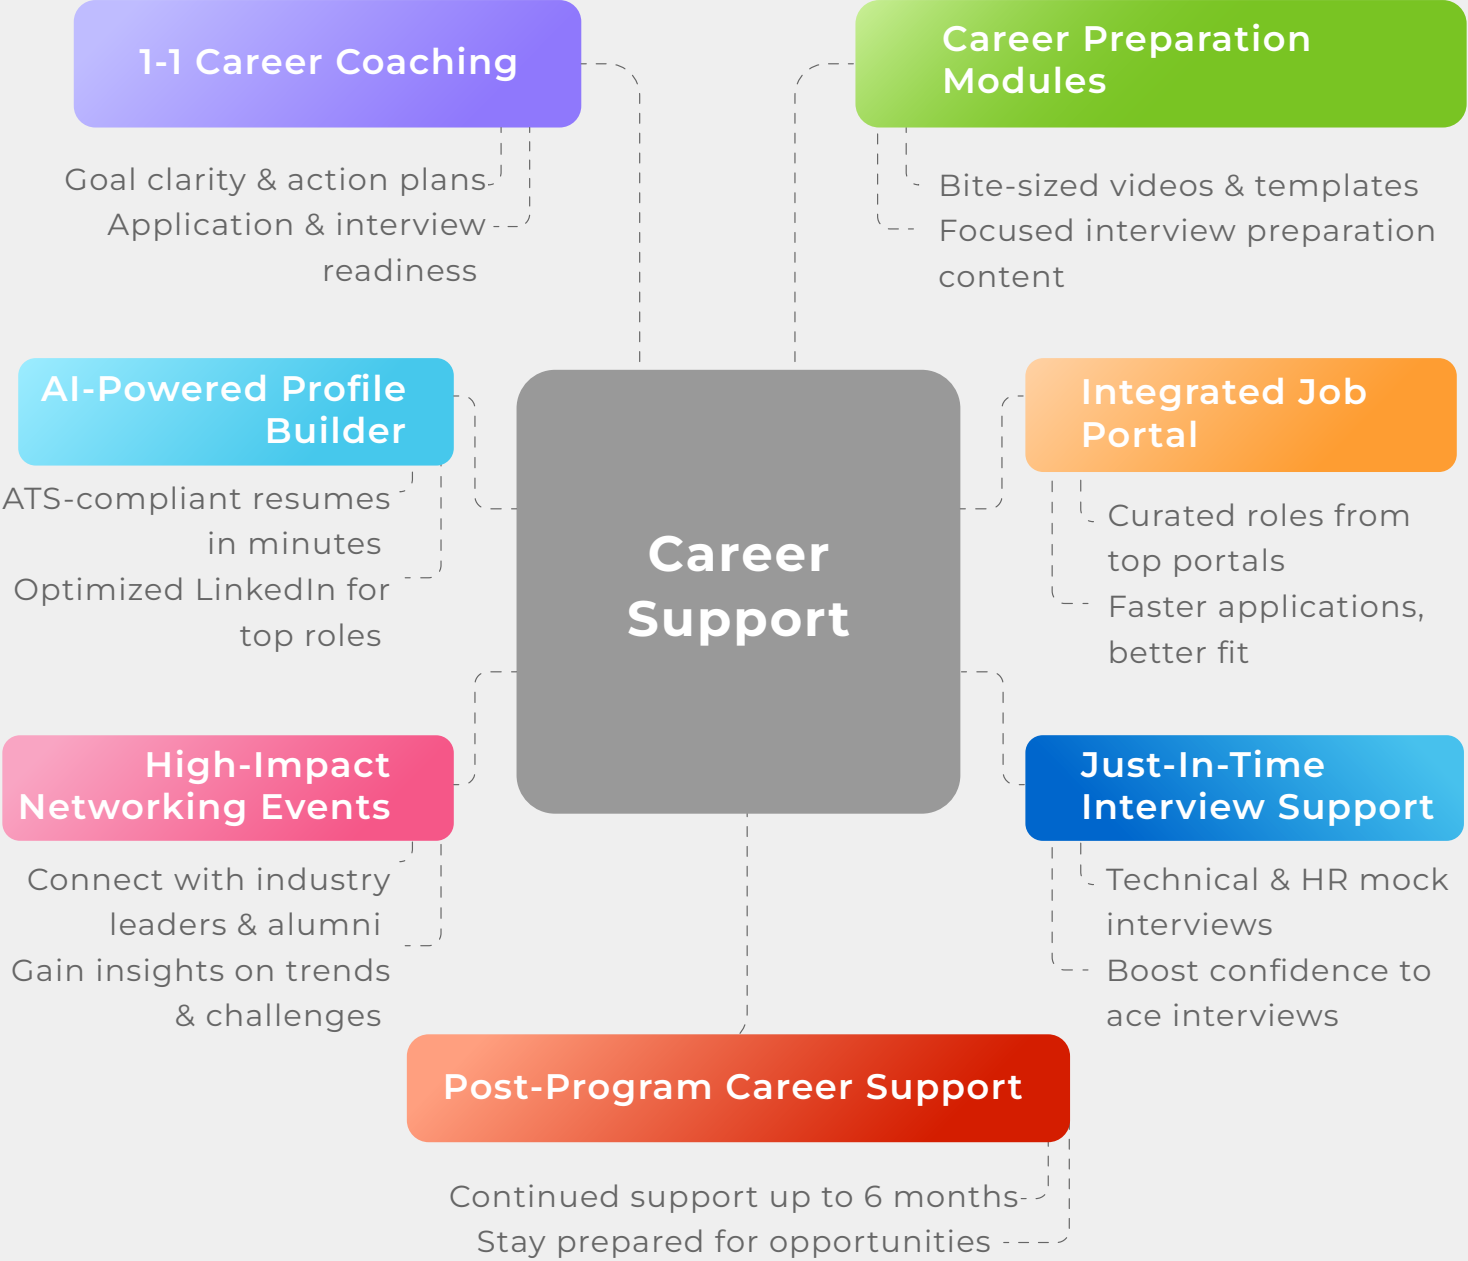 1-1 Career Coaching
Goal clarity & action plans
Application & interview
readiness
Career Preparation
Modules
Bite-sized videos & templates
Focused interview preparation
content
AI-Powered Profile
Builder
ATS-compliant resumes
in minutes
Optimized LinkedIn for
top roles
Career
Support
Integrated Job
Portal
Curated roles from
top portals
Faster applications,
better fit
High-Impact
Networking Events
Connect with industry
leaders & alumni
Gain insights on trends
& challenges
Just-In-Time
Interview Support
Technical & HR mock
interviews
Boost confidence to
ace interviews
Post-Program Career Support
Continued support up to 6 months
Stay prepared for opportunities